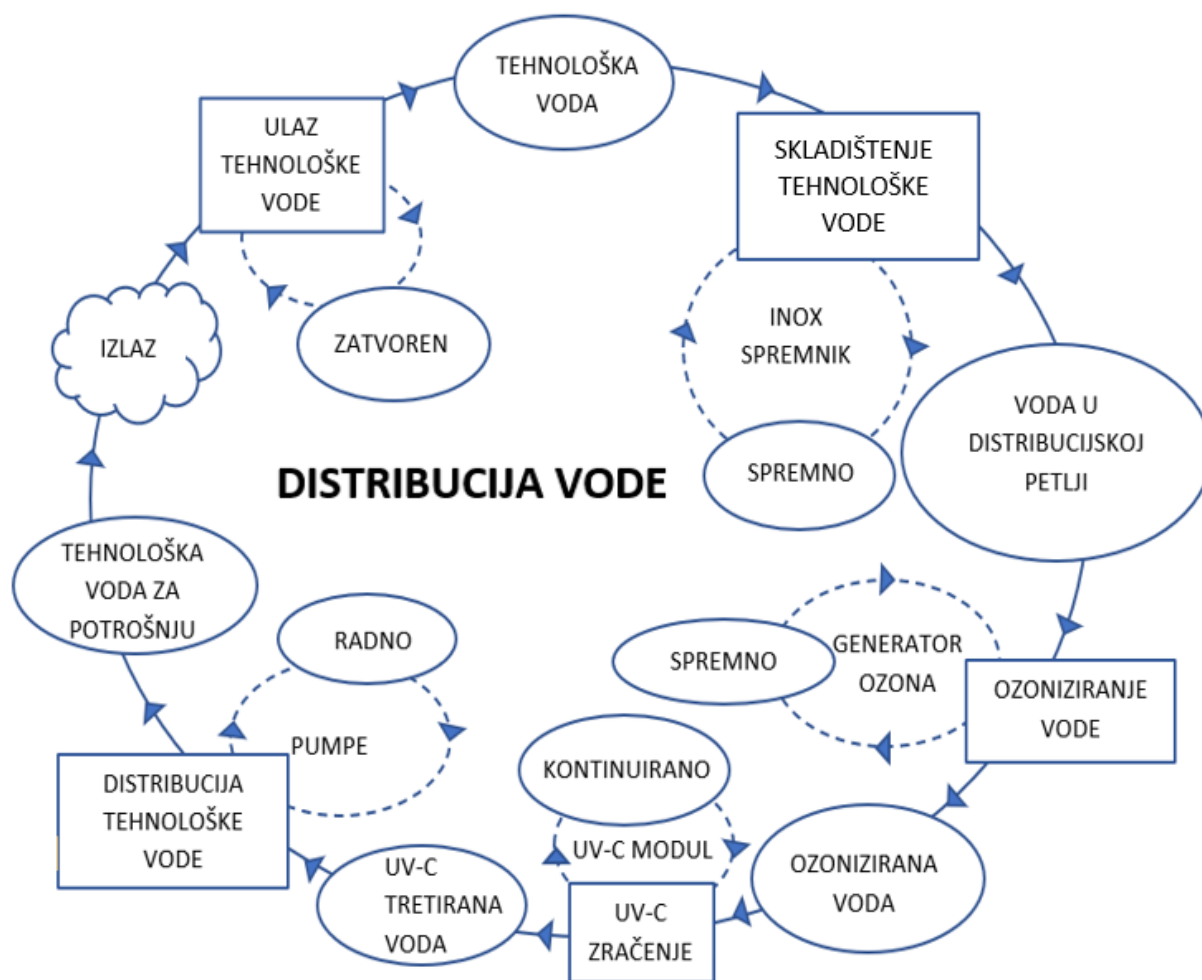 TEHNOLOŠKA
VODA
ULAZ
TEHNOLOŠKE
VODE
SKLADIŠTENJE
TEHNOLOŠKE
VODE
IZLAZ
ZATVOREN
INOX
SPREMNIK
VODA U
DISTRIBUCIJSKOJ
PETLJI
SPREMNO
DISTRIBUCIJA VODE
TEHNOLOŠKA
VODA ZA
POTROŠNJU
RADNO
SPREMNO
GENERATOR
OZONA
OZONIZIRANJE
VODE
PUMPE
KONTINUIRANO
DISTRIBUCIJA
TEHNOLOŠKE
VODE
UV-C MODUL
UV-C
TRETIRANA
VODA
UV-C
ZRAČENJE
OZONIZIRANA
VODA